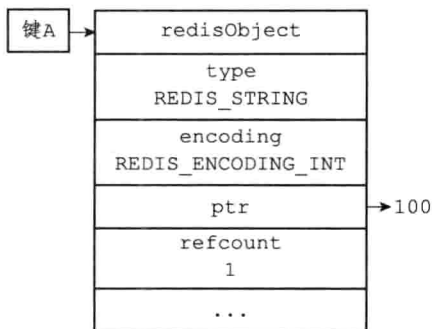 键A
redisObject
type
REDIS_STRING
encoding
REDIS_ENCODING_INT
ptr
100
refcount
1
...